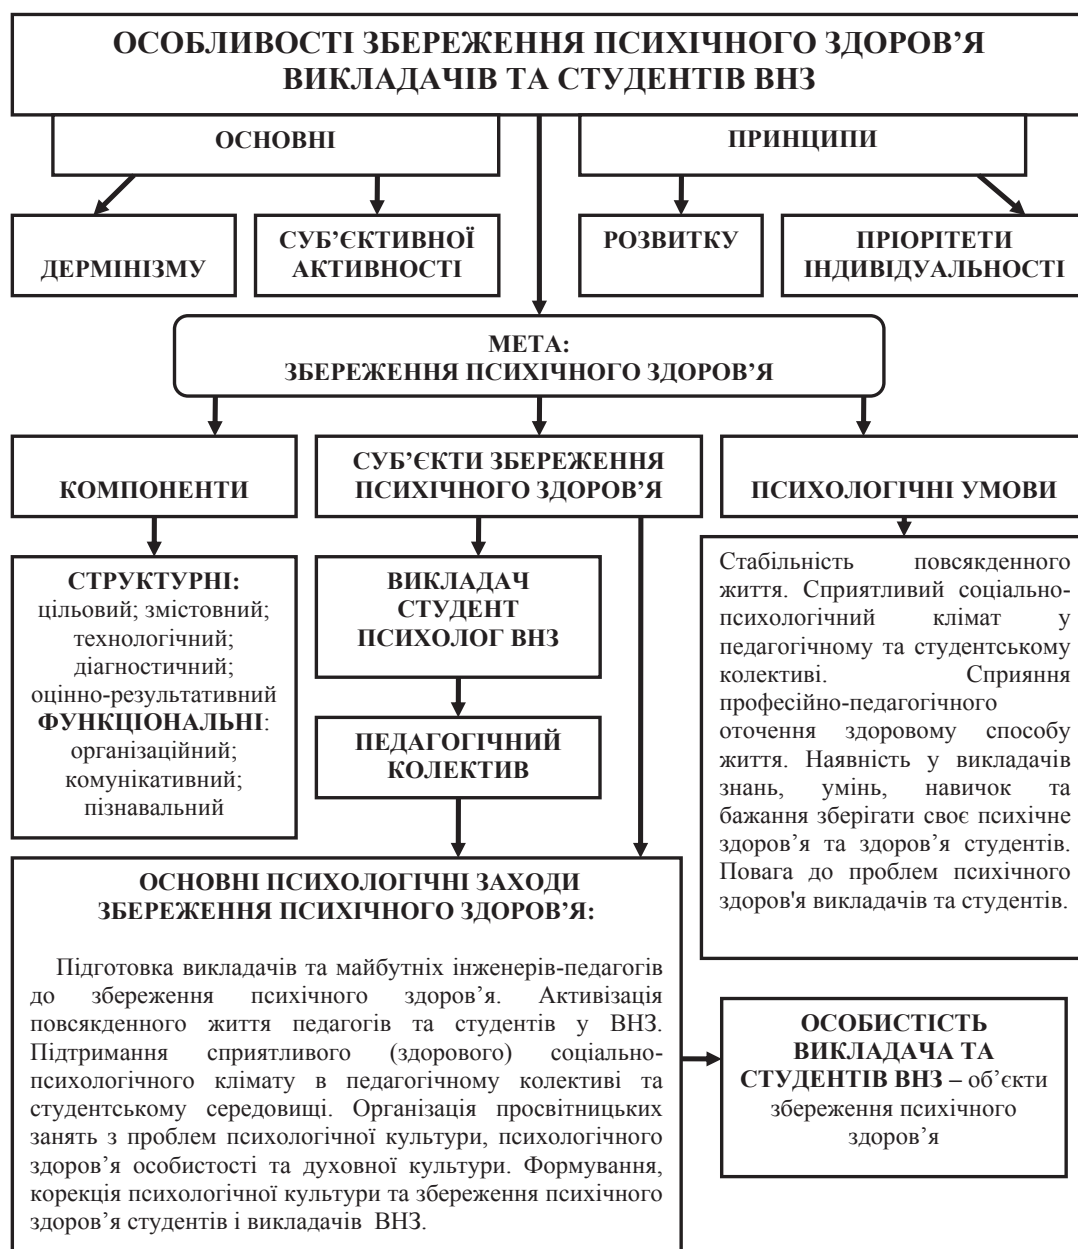 ОСОБЛИВОСТІ ЗБЕРЕЖЕННЯ ПСИХІЧНОГО ЗДОРОВ’Я
ВИКЛАДАЧІВ ТА СТУДЕНТІВ ВНЗ
ОСНОВНІ
ПРИНЦИПИ
ДЕРМІНІЗМУ
СУБ’ЄКТИВНОЇ
АКТИВНОСТІ
РОЗВИТКУ
ПРІОРІТЕТИ
ІНДИВІДУАЛЬНОСТІ
МЕТА:
ЗБЕРЕЖЕННЯ ПСИХІЧНОГО ЗДОРОВ’Я
КОМПОНЕНТИ
СУБ’ЄКТИ ЗБЕРЕЖЕННЯ
ПСИХІЧНОГО ЗДОРОВ’Я
ПСИХОЛОГІЧНІ УМОВИ
СТРУКТУРНІ:
цільовий; змістовний;
технологічний;
діагностичний;
оцінно-результативний
ФУНКЦІОНАЛЬНІ:
організаційний;
комунікативний;
пізнавальний
ВИКЛАДАЧ
СТУДЕНТ
ПСИХОЛОГ ВНЗ
ПЕДАГОГІЧНИЙ
КОЛЕКТИВ
Стабільність повсякденного
життя. Сприятливий соціально-
психологічний клімат у
педагогічному та студентському
колективі. Сприяння
професійно-педагогічного
оточення здоровому способу
життя. Наявність у викладачів
знань, умінь, навичок та
бажання зберігати своє психічне
здоров’я та здоров’я студентів.
Повага до проблем психічного
здоров'я викладачів та студентів.
ОСНОВНІ ПСИХОЛОГІЧНІ ЗАХОДИ
ЗБЕРЕЖЕННЯ ПСИХІЧНОГО ЗДОРОВ’Я:
Підготовка викладачів та майбутніх інженерів-педагогів
до збереження психічного здоров’я. Активізація
повсякденного життя педагогів та студентів у ВНЗ.
Підтримання сприятливого (здорового) соціально-
психологічного клімату в педагогічному колективі та
студентському середовищі. Організація просвітницьких
занять з проблем психологічної культури, психологічного
здоров’я особистості та духовної культури. Формування,
корекція психологічної культури та збереження психічного
здоров’я студентів і викладачів ВНЗ.
ОСОБИСТІСТЬ
ВИКЛАДАЧА ТА
СТУДЕНТІВ ВНЗ – об’єкти
збереження психічного
здоров’я